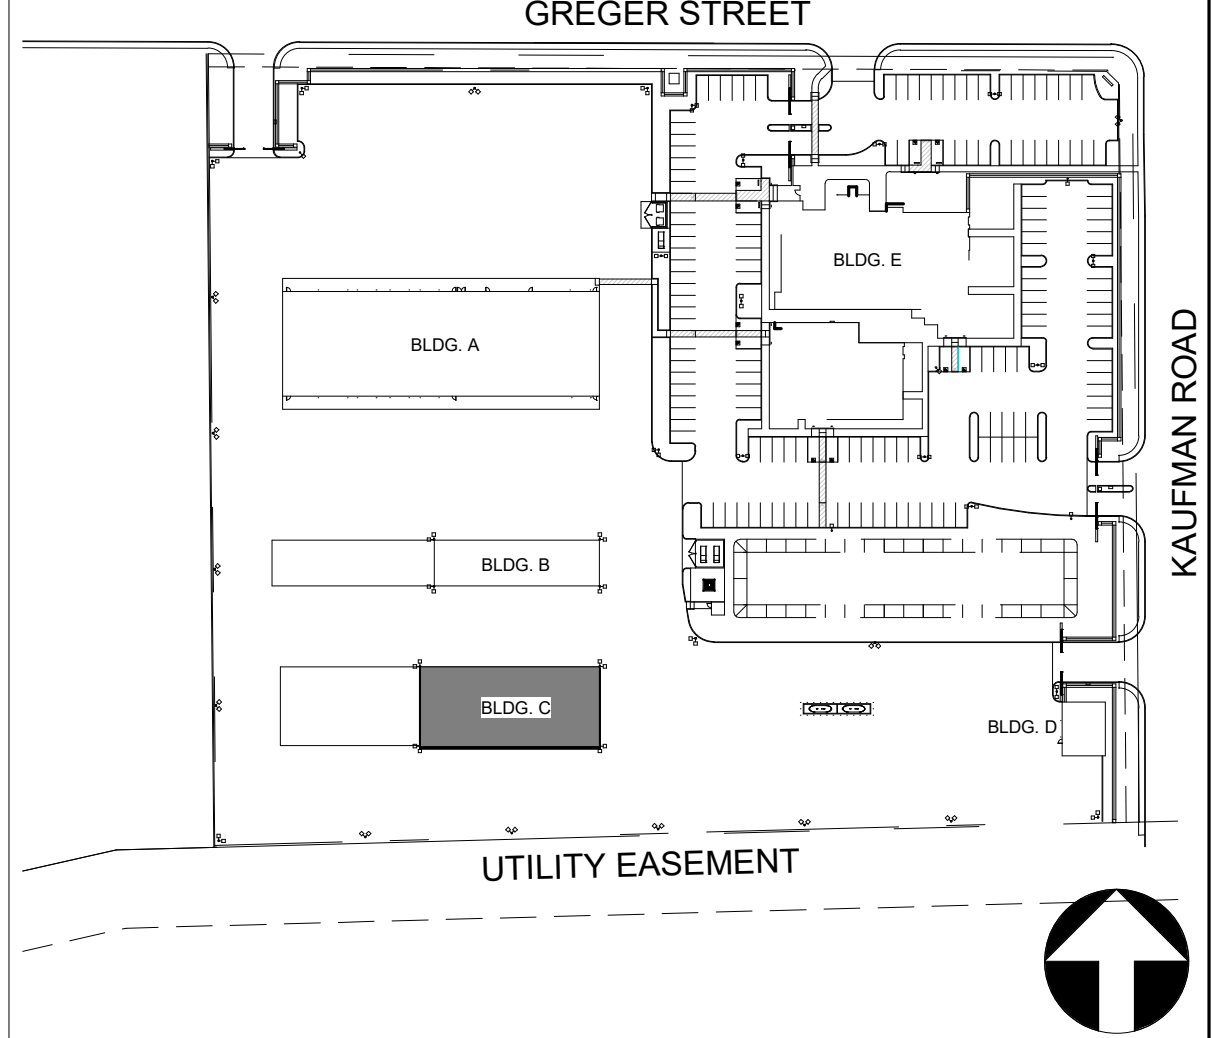 GREGER STREET
BLDG. E
BLDG. A
KAUFMAN ROAD
BLDG. B
BLDG. C
BLDG. D
UTILITY EASEMENT